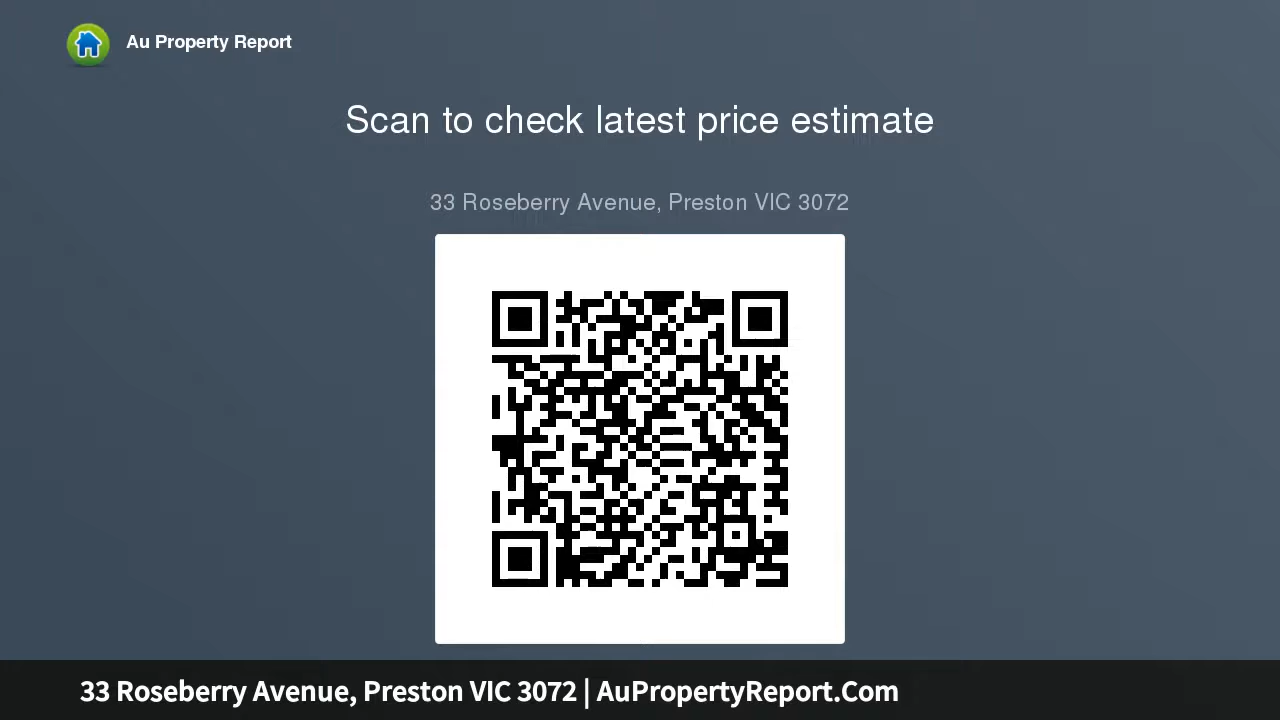 Au Property Report
Scan to check latest price estimate
33 Roseberry Avenue, Preston VIC 3072
33 Roseberry Avenue, Preston VIC 3072 | AuPropertyReport.Com